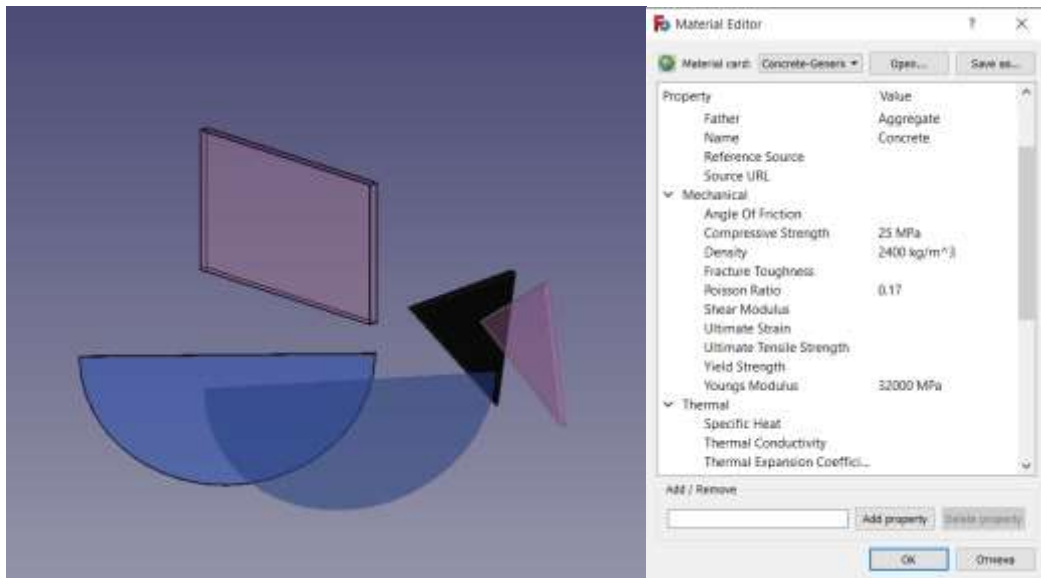 Material Editor ? ×
Material card: Concrete-Generic Open... Save as...
Property Value
Father Aggregate
Name Concrete
Reference Source
Source URL
Mechanical
Angle Of Friction
Compressive Strength 25 MPa
Density 2400 kg/m^3
Fracture Toughness
Poisson Ratio 0.17
Shear Modulus
Ultimate Strain
Ultimate Tensile Strength
Yield Strength
Youngs Modulus 32000 MPa
Thermal
Specific Heat
Thermal Conductivity
Thermal Expansion Coeffici...
Add / Remove
Add property Delete property
OK Отмена